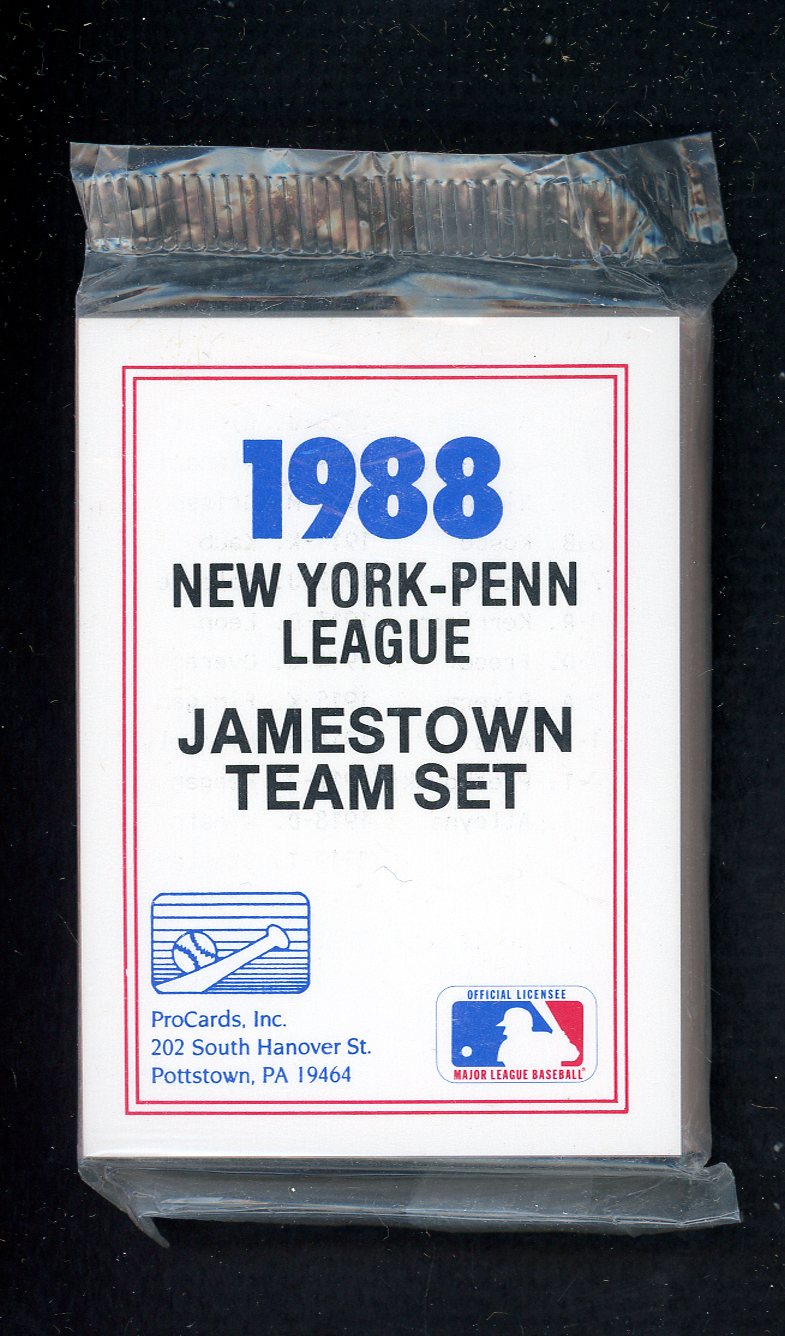 1988
NEW YORK-PENN
LEAGUE
JAMESTOWN
TEAM SET
ProCards, Inc.
202 South Hanover St.
Pottstown, PA 19464
OFFICIAL LICENSEE
MAJOR LEAGUE BASEBALL®